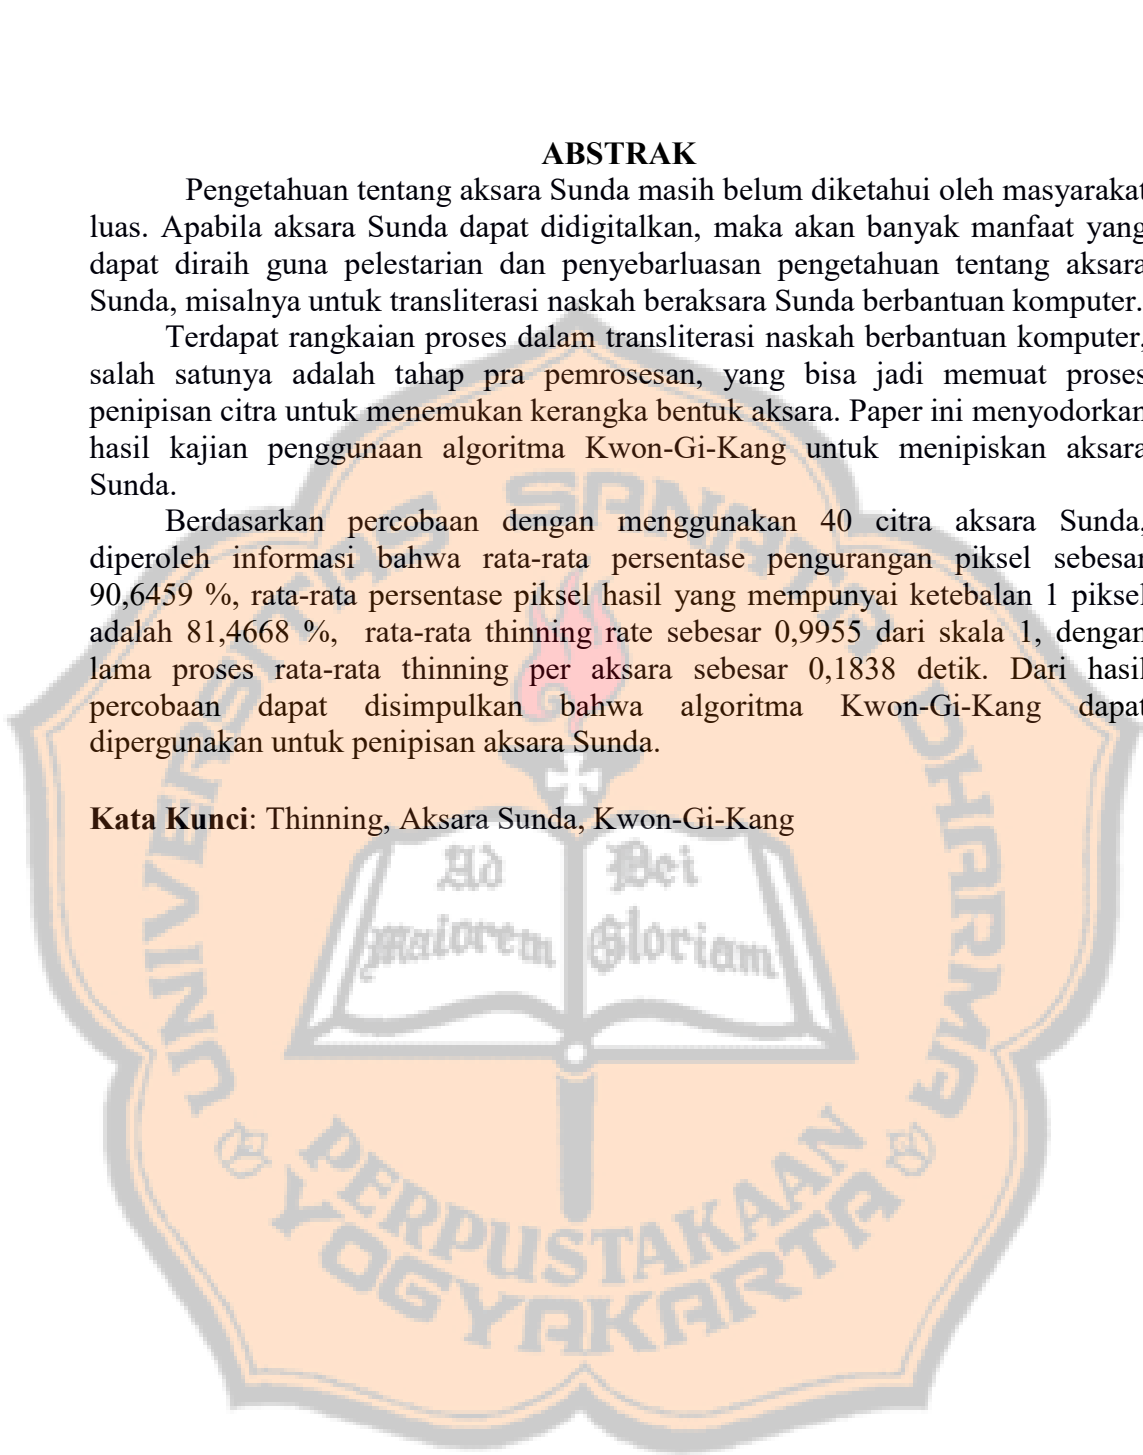 ABSTRAK
Pengetahuan tentang aksara Sunda masih belum diketahui oleh masyarakat
luas. Apabila aksara Sunda dapat didigitalkan, maka akan banyak manfaat yang
dapat diraih guna pelestarian dan penyebarluasan pengetahuan tentang aksara
Sunda, misalnya untuk transliterasi naskah beraksara Sunda berbantuan komputer.
Terdapat rangkaian proses dalam transliterasi naskah berbantuan komputer,
salah satunya adalah tahap pra pemrosesan, yang bisa jadi memuat proses
penipisan citra untuk menemukan kerangka bentuk aksara. Paper ini menyodorkan
hasil kajian penggunaan algoritma Kwon-Gi-Kang untuk menipiskan aksara
Sunda.
Berdasarkan percobaan dengan menggunakan 40 citra aksara Sunda,
diperoleh informasi bahwa rata-rata persentase pengurangan piksel sebesar
90,6459 %, rata-rata persentase piksel hasil yang mempunyai ketebalan 1 piksel
adalah 81,4668 %,  rata-rata thinning rate sebesar 0,9955 dari skala 1, dengan
lama proses rata-rata thinning per aksara sebesar 0,1838 detik. Dari hasil
percobaan dapat disimpulkan bahwa algoritma Kwon-Gi-Kang dapat
dipergunakan untuk penipisan aksara Sunda.
Kata Kunci: Thinning, Aksara Sunda, Kwon-Gi-Kang
UNIVERSITAS SANATA DHARMA
Ad Dei
maiorem Gloriam
PERPUSTAKAAN
YOGYAKARTA